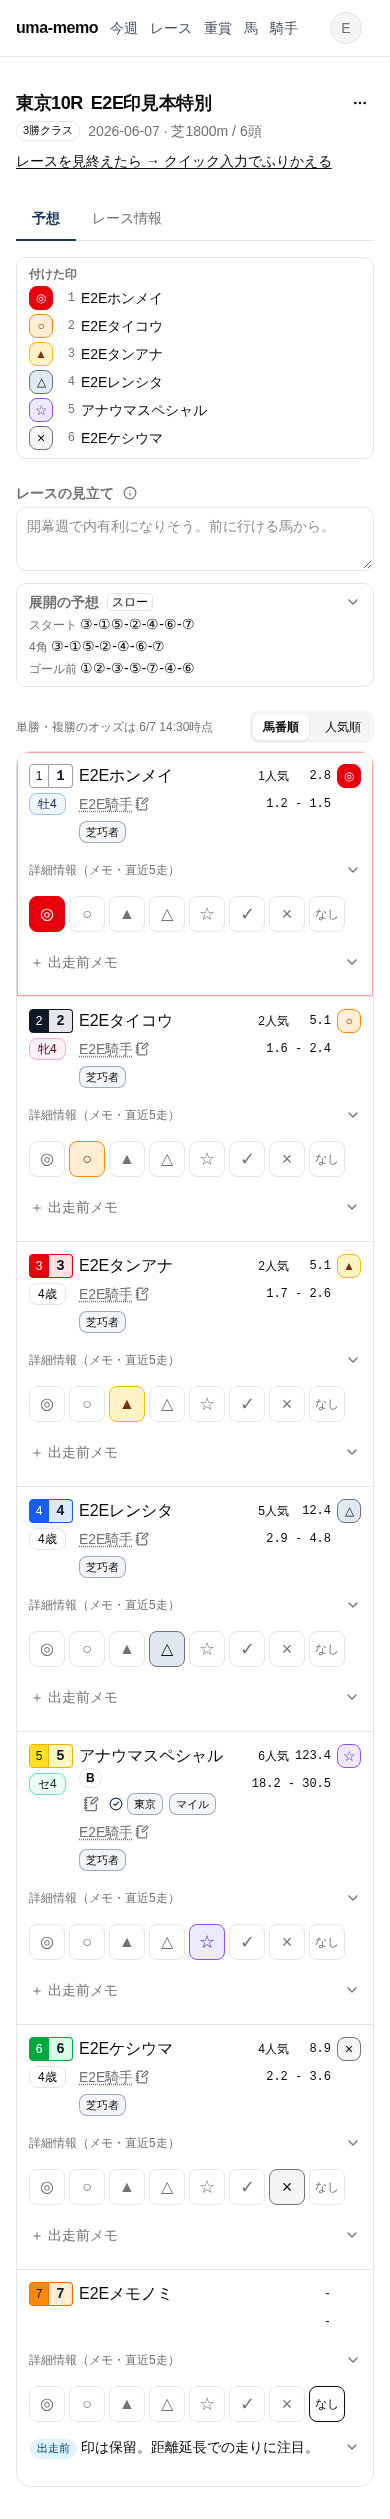 uma-memo 今週 レース 重賞 馬 騎手 E
東京10R E2E印見本特別 …
3勝クラス 2026-06-07 · 芝1800m / 6頭
レースを見終えたら → クイック入力でふりかえる
予想 レース情報
付けた印
◎ 1 E2Eホンメイ
○ 2 E2Eタイコウ
▲ 3 E2Eタンアナ
△ 4 E2Eレンシタ
☆ 5 アナウマスペシャル
× 6 E2Eケシウマ
レースの見立て
開幕週で内有利になりそう。前に行ける馬から。
展開の予想 スロー
スタート ③-①⑤-②-④-⑥-⑦
4角 ③-①⑤-②-④-⑥-⑦
ゴール前 ①②-③-⑤-⑦-④-⑥
単勝・複勝のオッズは 6/7 14:30時点 馬番順 人気順
1 1 E2Eホンメイ 1人気 2.8 ◎
牡4 E2E騎手 1.2 - 1.5
芝巧者
詳細情報（メモ・直近5走）
◎ ○ ▲ △ ☆ ✓ × なし
＋ 出走前メモ
2 2 E2Eタイコウ 2人気 5.1 ○
牝4 E2E騎手 1.6 - 2.4
芝巧者
詳細情報（メモ・直近5走）
◎ ○ ▲ △ ☆ ✓ × なし
＋ 出走前メモ
3 3 E2Eタンアナ 2人気 5.1 ▲
4歳 E2E騎手 1.7 - 2.6
芝巧者
詳細情報（メモ・直近5走）
◎ ○ ▲ △ ☆ ✓ × なし
＋ 出走前メモ
4 4 E2Eレンシタ 5人気 12.4 △
4歳 E2E騎手 2.9 - 4.8
芝巧者
詳細情報（メモ・直近5走）
◎ ○ ▲ △ ☆ ✓ × なし
＋ 出走前メモ
5 5 アナウマスペシャル 6人気 123.4 ☆
セ4 B 18.2 - 30.5
東京 マイル
E2E騎手
芝巧者
詳細情報（メモ・直近5走）
◎ ○ ▲ △ ☆ ✓ × なし
＋ 出走前メモ
6 6 E2Eケシウマ 4人気 8.9 ×
4歳 E2E騎手 2.2 - 3.6
芝巧者
詳細情報（メモ・直近5走）
◎ ○ ▲ △ ☆ ✓ × なし
＋ 出走前メモ
7 7 E2Eメモノミ -
-
詳細情報（メモ・直近5走）
◎ ○ ▲ △ ☆ ✓ × なし
出走前 印は保留。距離延長での走りに注目。